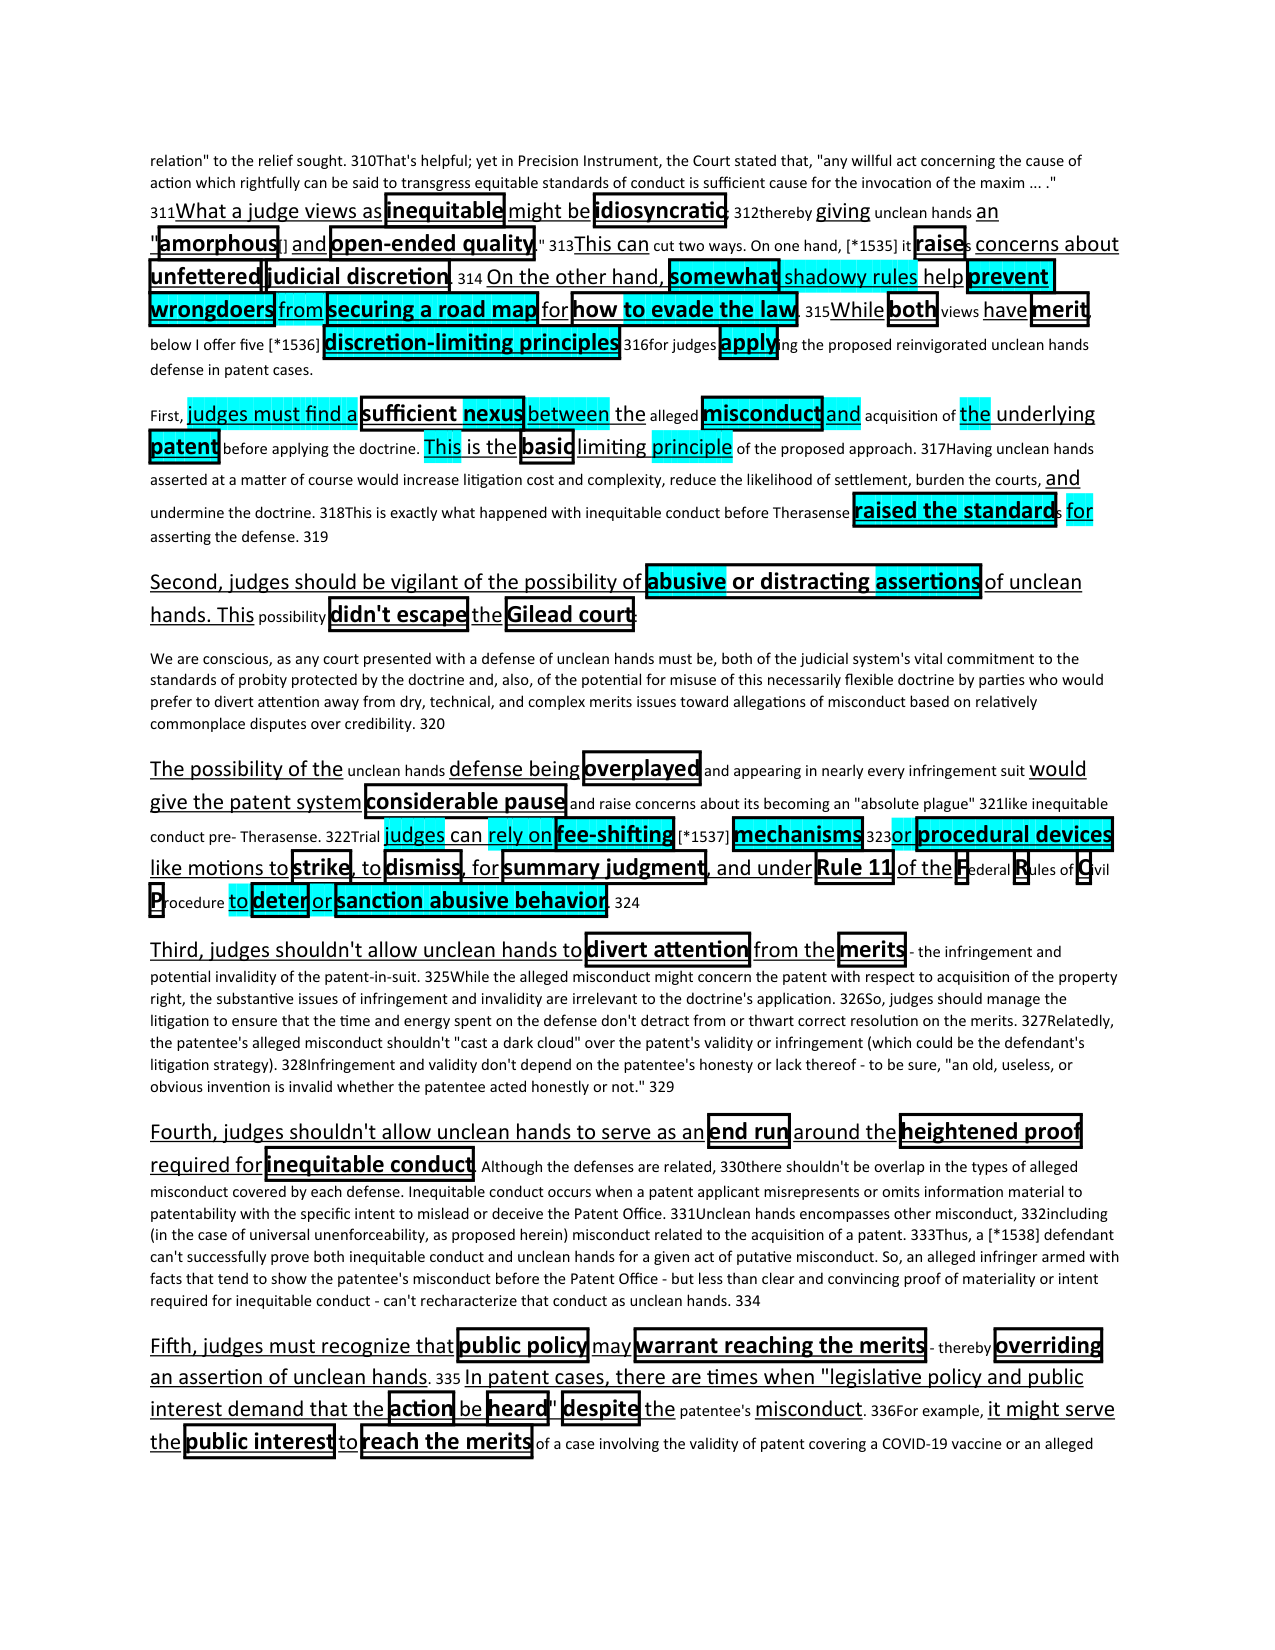 relation" to the relief sought. 310That's helpful; yet in Precision Instrument, the Court stated that, "any willful act concerning the cause of
action which rightfully can be said to transgress equitable standards of conduct is sufficient cause for the invocation of the maxim ... ."
311What a judge views as inequitable might be idiosyncratic; 312thereby giving unclean hands an
"amorphous[] and open-ended quality." 313This can cut two ways. On one hand, [*1535] it raises concerns about
unfettered judicial discretion. 314 On the other hand, somewhat shadowy rules help prevent
wrongdoers from securing a road map for how to evade the law. 315While both views have merit,
below I offer five [*1536] discretion-limiting principles 316for judges applying the proposed reinvigorated unclean hands
defense in patent cases.
First, judges must find a sufficient nexus between the alleged misconduct and acquisition of the underlying
patent before applying the doctrine. This is the basic limiting principle of the proposed approach. 317Having unclean hands
asserted at a matter of course would increase litigation cost and complexity, reduce the likelihood of settlement, burden the courts, and
undermine the doctrine. 318This is exactly what happened with inequitable conduct before Therasense raised the standards for
asserting the defense. 319
Second, judges should be vigilant of the possibility of abusive or distracting assertions of unclean
hands. This possibility didn't escape the Gilead court:
We are conscious, as any court presented with a defense of unclean hands must be, both of the judicial system's vital commitment to the
standards of probity protected by the doctrine and, also, of the potential for misuse of this necessarily flexible doctrine by parties who would
prefer to divert attention away from dry, technical, and complex merits issues toward allegations of misconduct based on relatively
commonplace disputes over credibility. 320
The possibility of the unclean hands defense being overplayed and appearing in nearly every infringement suit would
give the patent system considerable pause and raise concerns about its becoming an "absolute plague" 321like inequitable
conduct pre- Therasense. 322Trial judges can rely on fee-shifting [*1537] mechanisms 323or procedural devices
like motions to strike, to dismiss, for summary judgment, and under Rule 11 of the Federal Rules of Civil
Procedure to deter or sanction abusive behavior. 324
Third, judges shouldn't allow unclean hands to divert attention from the merits - the infringement and
potential invalidity of the patent-in-suit. 325While the alleged misconduct might concern the patent with respect to acquisition of the property
right, the substantive issues of infringement and invalidity are irrelevant to the doctrine's application. 326So, judges should manage the
litigation to ensure that the time and energy spent on the defense don't detract from or thwart correct resolution on the merits. 327Relatedly,
the patentee's alleged misconduct shouldn't "cast a dark cloud" over the patent's validity or infringement (which could be the defendant's
litigation strategy). 328Infringement and validity don't depend on the patentee's honesty or lack thereof - to be sure, "an old, useless, or
obvious invention is invalid whether the patentee acted honestly or not." 329
Fourth, judges shouldn't allow unclean hands to serve as an end run around the heightened proof
required for inequitable conduct. Although the defenses are related, 330there shouldn't be overlap in the types of alleged
misconduct covered by each defense. Inequitable conduct occurs when a patent applicant misrepresents or omits information material to
patentability with the specific intent to mislead or deceive the Patent Office. 331Unclean hands encompasses other misconduct, 332including
(in the case of universal unenforceability, as proposed herein) misconduct related to the acquisition of a patent. 333Thus, a [*1538] defendant
can't successfully prove both inequitable conduct and unclean hands for a given act of putative misconduct. So, an alleged infringer armed with
facts that tend to show the patentee's misconduct before the Patent Office - but less than clear and convincing proof of materiality or intent
required for inequitable conduct - can't recharacterize that conduct as unclean hands. 334
Fifth, judges must recognize that public policy may warrant reaching the merits - thereby overriding
an assertion of unclean hands. 335 In patent cases, there are times when "legislative policy and public
interest demand that the action be heard" despite the patentee's misconduct. 336For example, it might serve
the public interest to reach the merits of a case involving the validity of patent covering a COVID-19 vaccine or an alleged